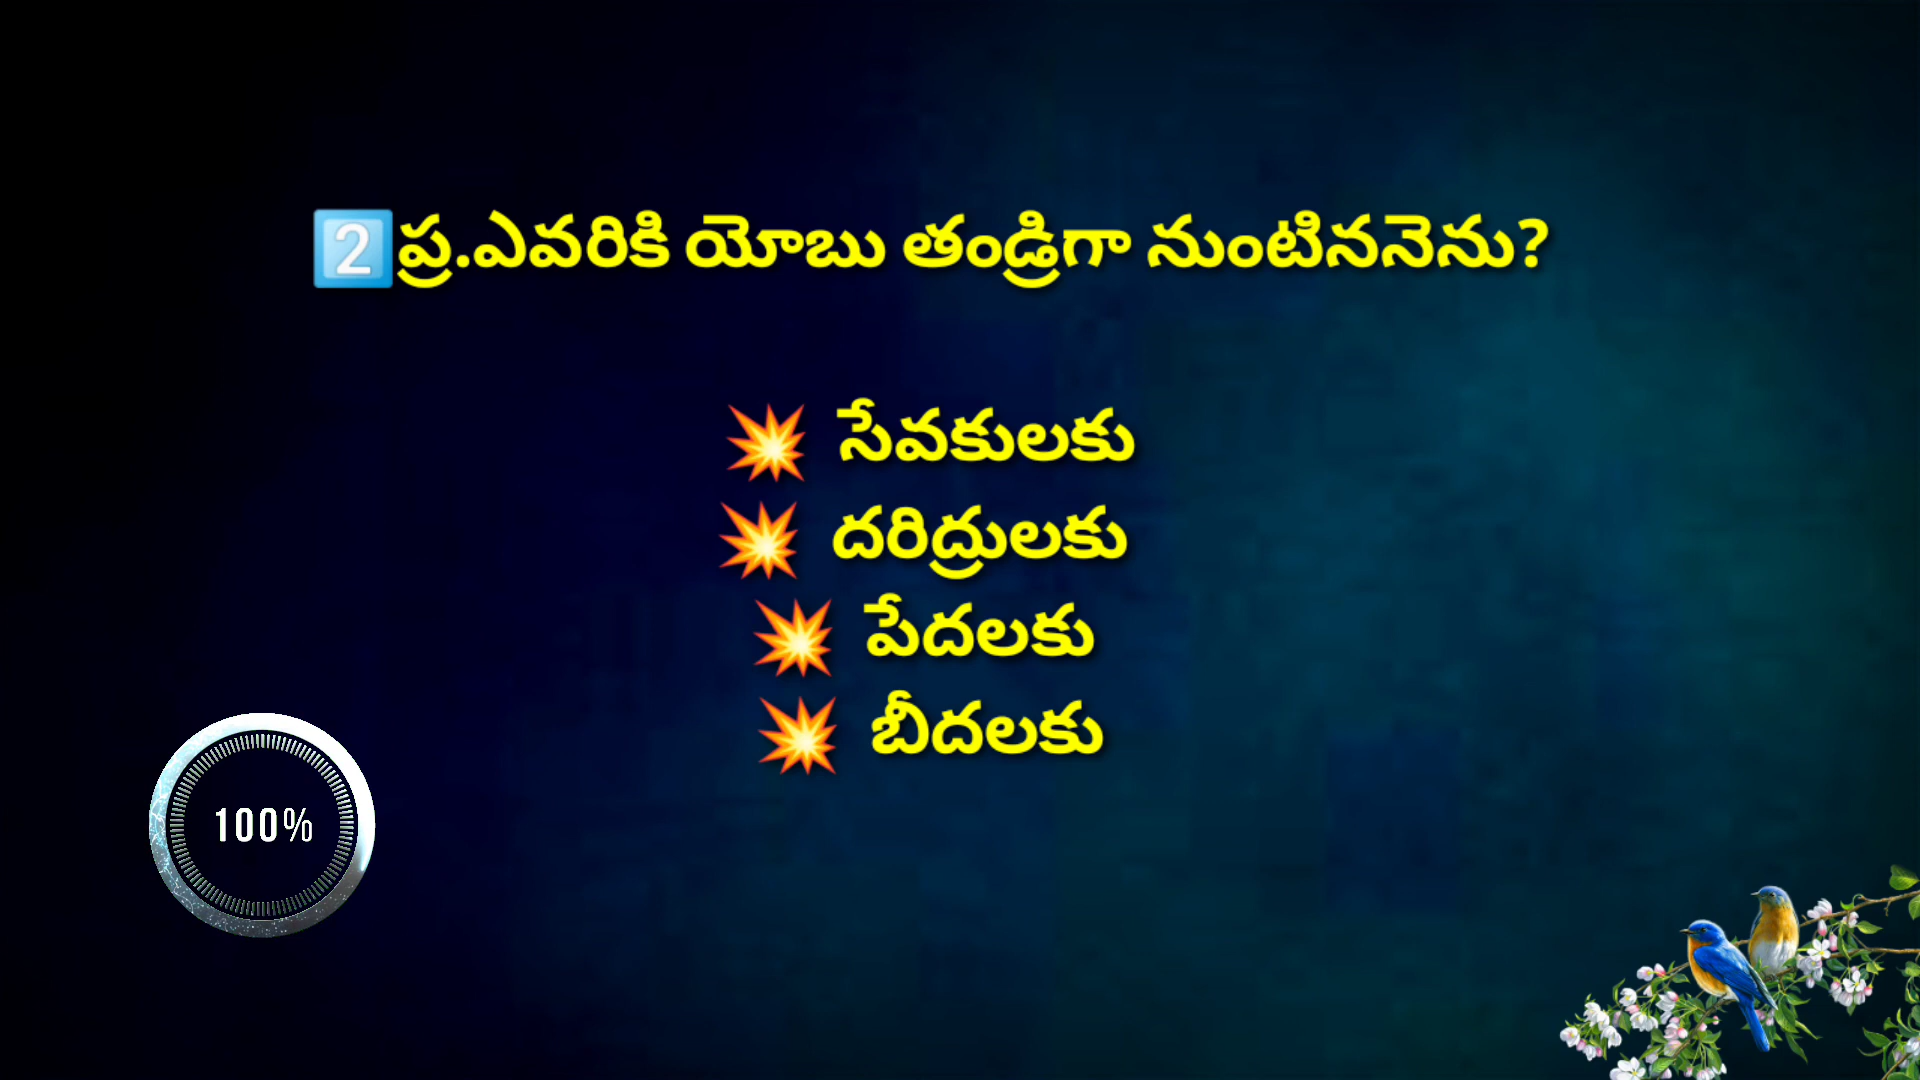 2️⃣ప్ర.ఎవరికి యోబు తండ్రిగా నుంటిననెను?
💥 సేవకులకు
💥 దరిద్రులకు
💥 పేదలకు
💥 బీదలకు
100%